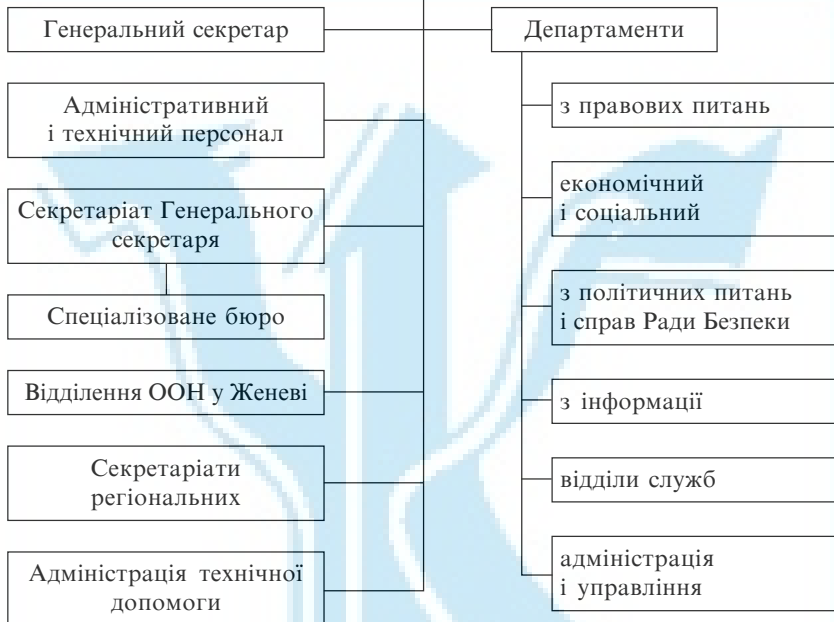 Генеральний секретар
Департаменти
Адміністративний
і технічний персонал
з правових питань
Секретаріат Генерального
секретаря
економічний
і соціальний
Спеціалізоване бюро
з політичних питань
і справ Ради Безпеки
Відділення ООН у Женеві
з інформації
Секретаріати
регіональних
відділи служб
Адміністрація технічної
допомоги
адміністрація
і управління